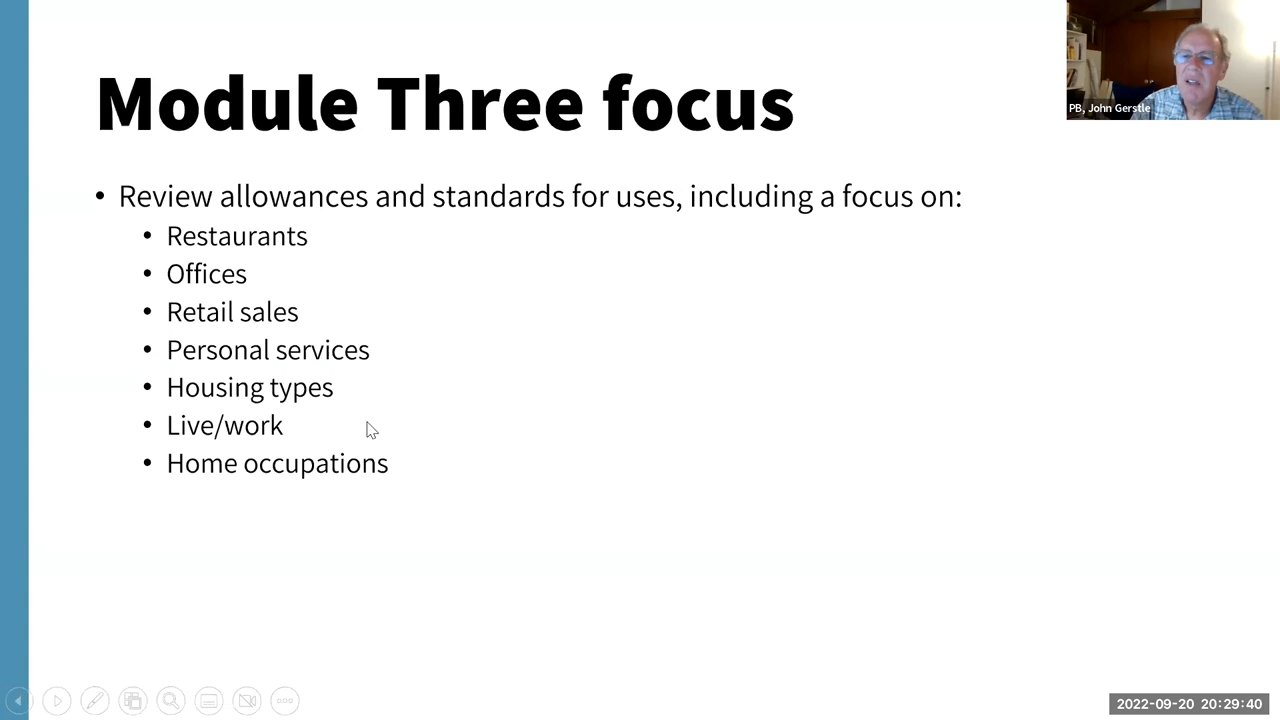 Module Three focus
PB, John Gerstle
• Review allowances and standards for uses, including a focus on:
• Restaurants
• Offices
• Retail sales
• Personal services
• Housing types
• Live/work
• Home occupations
2022-09-20 20:29:40